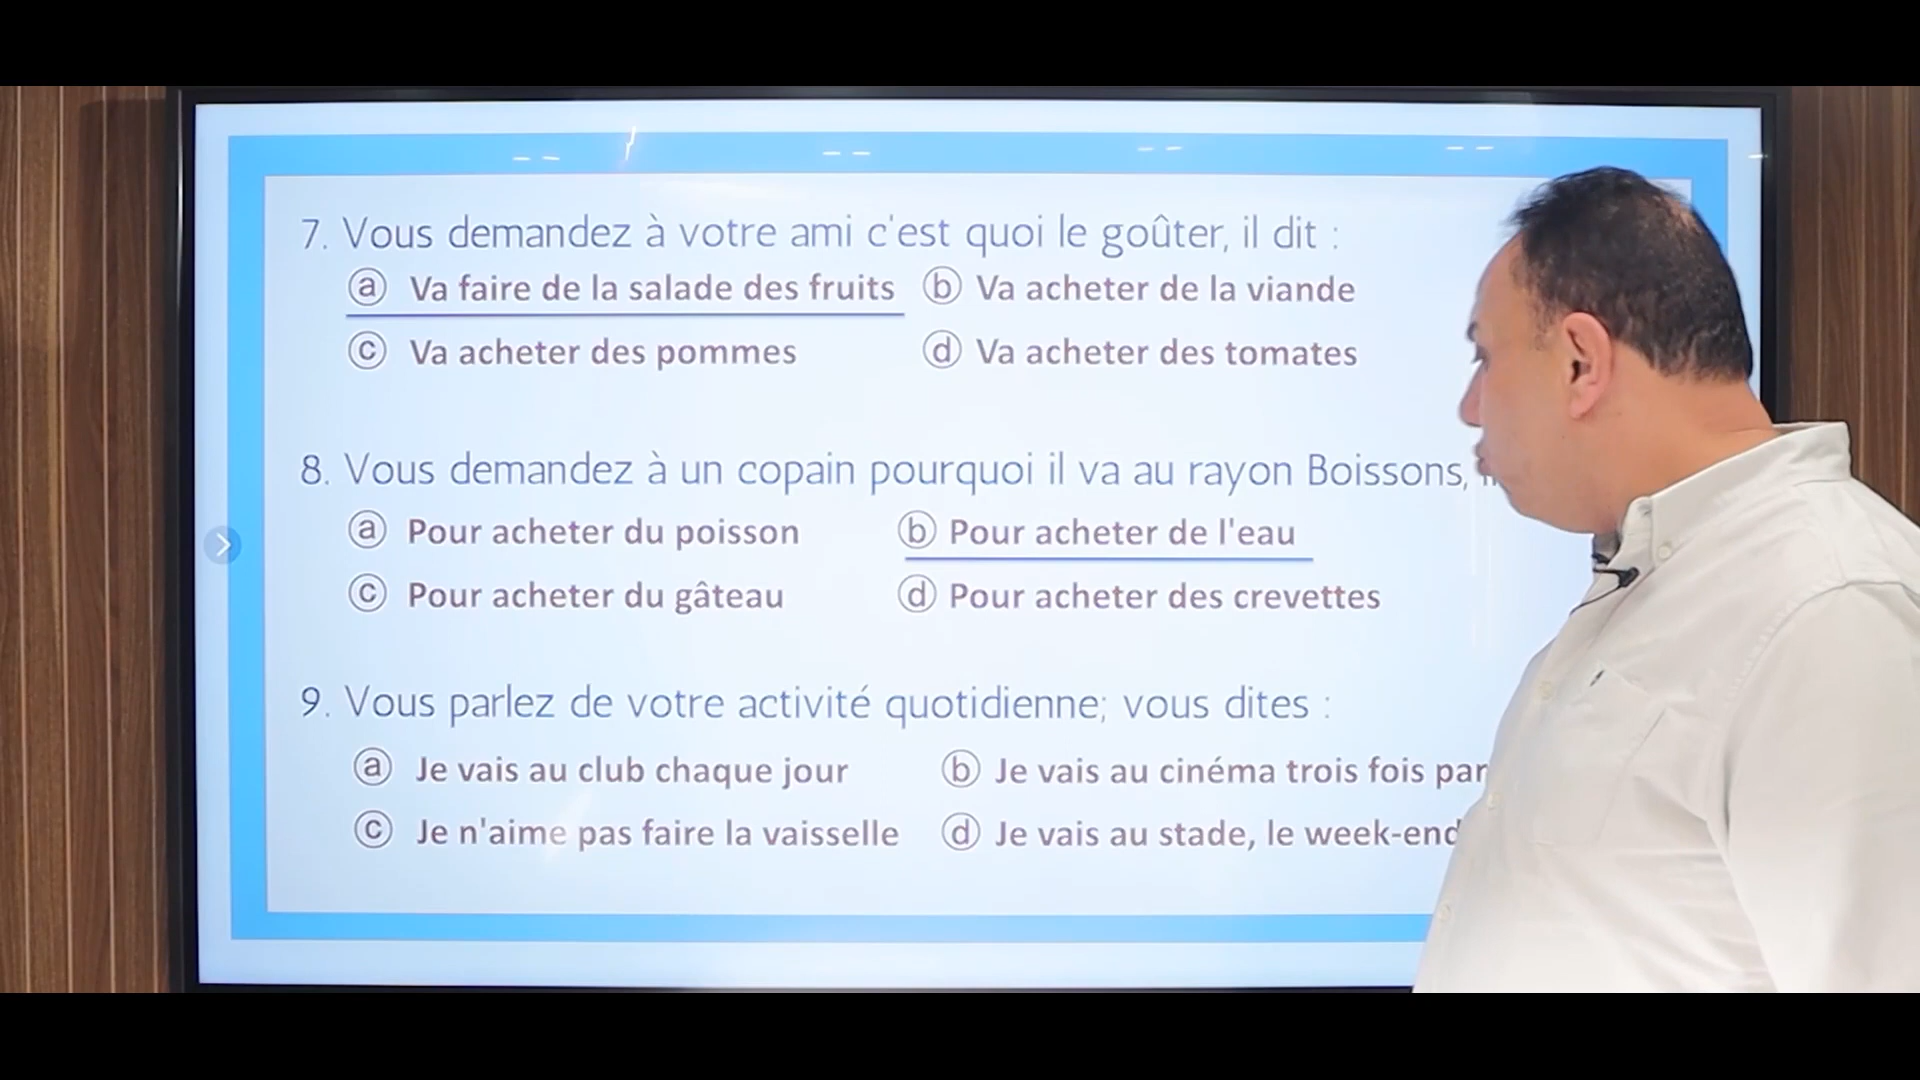 7. Vous demandez à votre ami c'est quoi le goûter, il dit :
ⓐ Va faire de la salade des fruits ⓑ Va acheter de la viande
ⓒ Va acheter des pommes ⓓ Va acheter des tomates
8. Vous demandez à un copain pourquoi il va au rayon Boissons,
ⓐ Pour acheter du poisson ⓑ Pour acheter de l'eau
ⓒ Pour acheter du gâteau ⓓ Pour acheter des crevettes
9. Vous parlez de votre activité quotidienne; vous dites :
ⓐ Je vais au club chaque jour ⓑ Je vais au cinéma trois fois par
ⓒ Je n'aime pas faire la vaisselle ⓓ Je vais au stade, le week-end